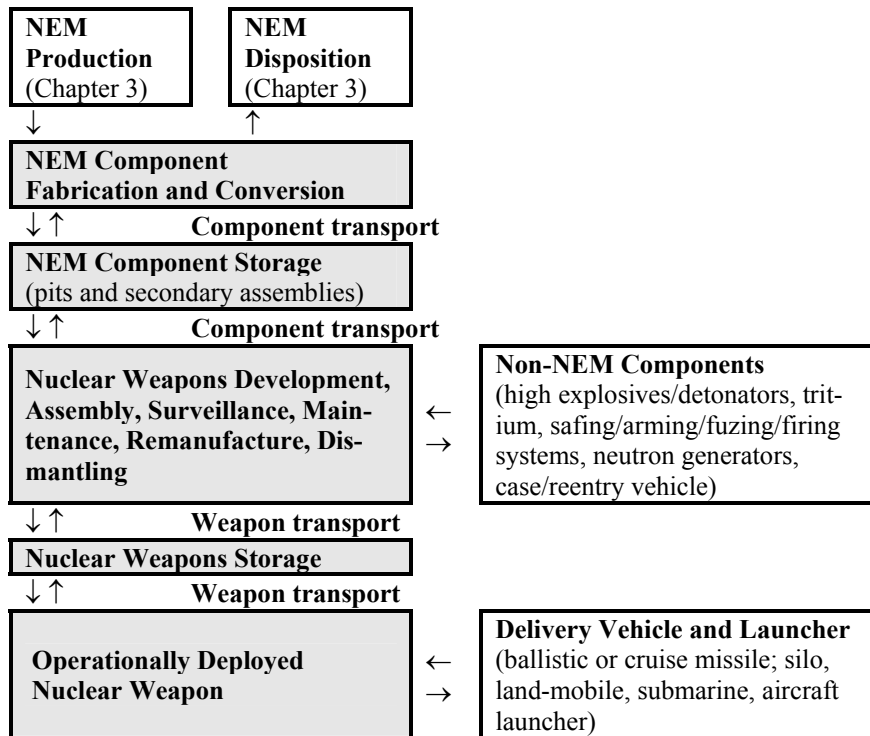 NEM
Production
(Chapter 3)
NEM
Disposition
(Chapter 3)
↓
↑
NEM Component
Fabrication and Conversion
↓ ↑ Component transport
NEM Component Storage
(pits and secondary assemblies)
↓ ↑ Component transport
Nuclear Weapons Development,
Assembly, Surveillance, Main-
tenance, Remanufacture, Dis-
mantling
←
→
Non-NEM Components
(high explosives/detonators, trit-
ium, safing/arming/fuzing/firing
systems, neutron generators,
case/reentry vehicle)
↓ ↑ Weapon transport
Nuclear Weapons Storage
↓ ↑ Weapon transport
Operationally Deployed
Nuclear Weapon
←
→
Delivery Vehicle and Launcher
(ballistic or cruise missile; silo,
land-mobile, submarine, aircraft
launcher)